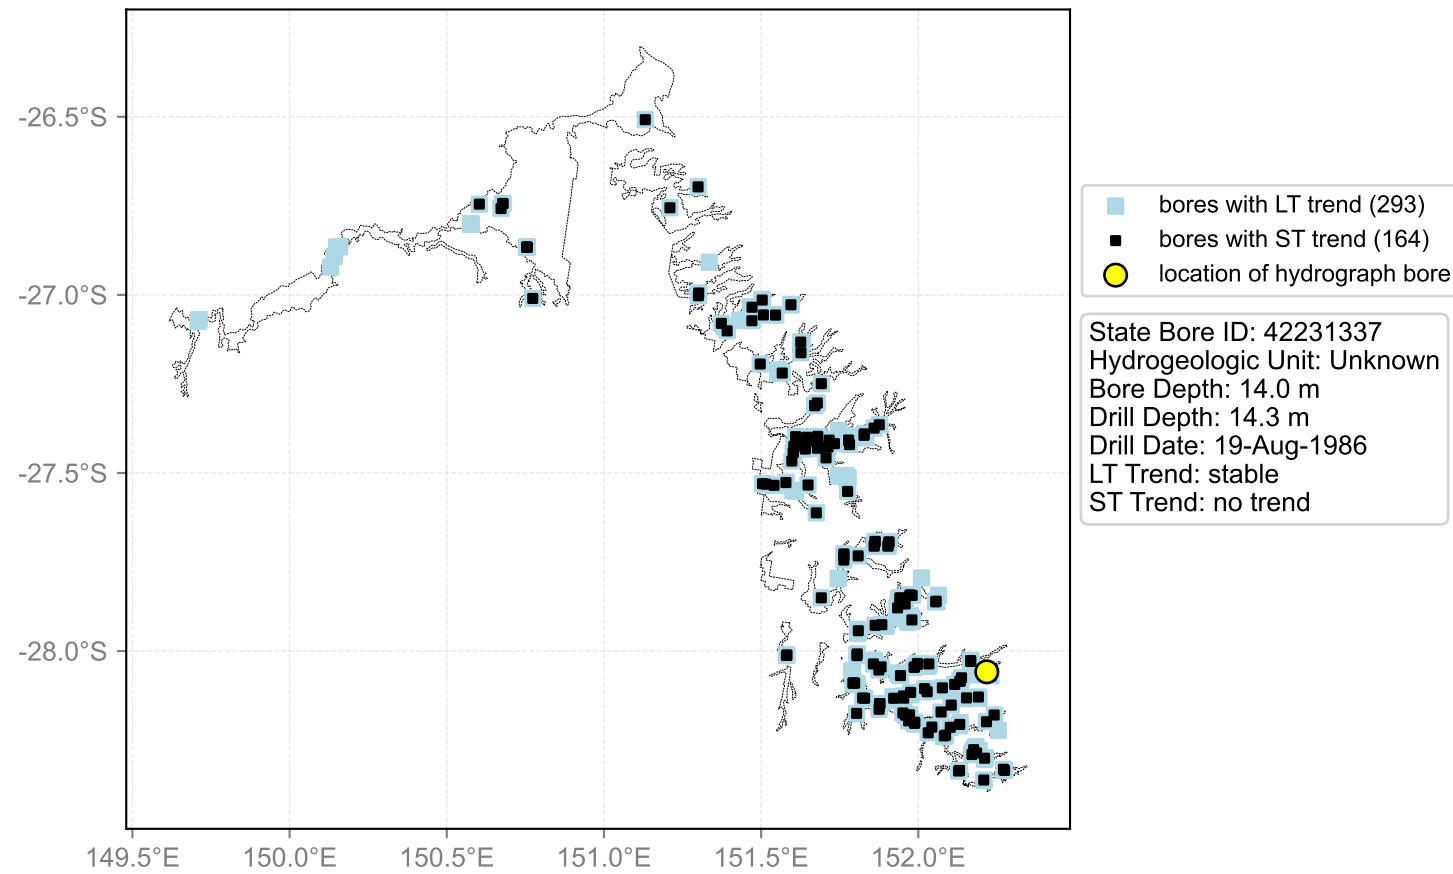 -26.5°S
-27.0°S
-27.5°S
-28.0°S
149.5°E
150.0°E
150.5°E
151.0°E
151.5°E
152.0°E
bores with LT trend (293)
bores with ST trend (164)
location of hydrograph bore
State Bore ID: 42231337
Hydrogeologic Unit: Unknown
Bore Depth: 14.0 m
Drill Depth: 14.3 m
Drill Date: 19-Aug-1986
LT Trend: stable
ST Trend: no trend